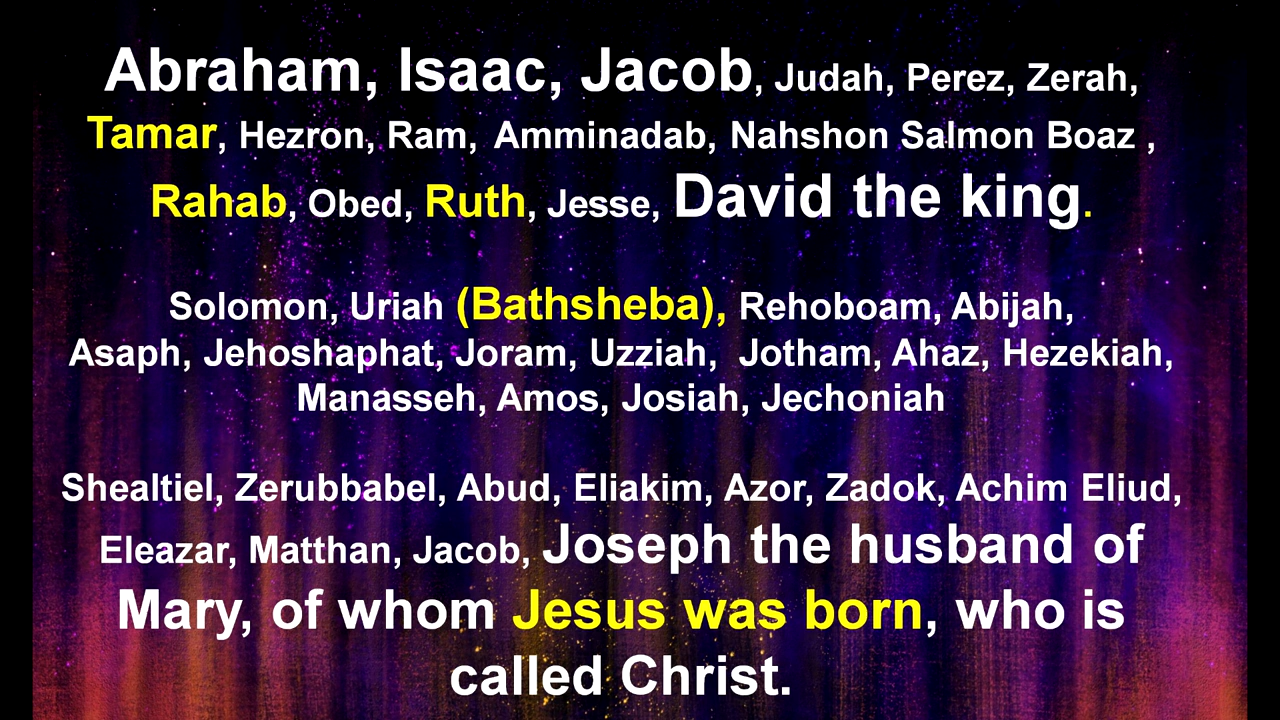 Abraham, Isaac, Jacob, Judah, Perez, Zerah,
Tamar, Hezron, Ram, Amminadab, Nahshon Salmon Boaz ,
Rahab, Obed, Ruth, Jesse, David the king.
Solomon, Uriah (Bathsheba), Rehoboam, Abijah,
Asaph, Jehoshaphat, Joram, Uzziah, Jotham, Ahaz, Hezekiah,
Manasseh, Amos, Josiah, Jechoniah
Shealtiel, Zerubbabel, Abud, Eliakim, Azor, Zadok, Achim Eliud,
Eleazar, Matthan, Jacob, Joseph the husband of
Mary, of whom Jesus was born, who is
called Christ.